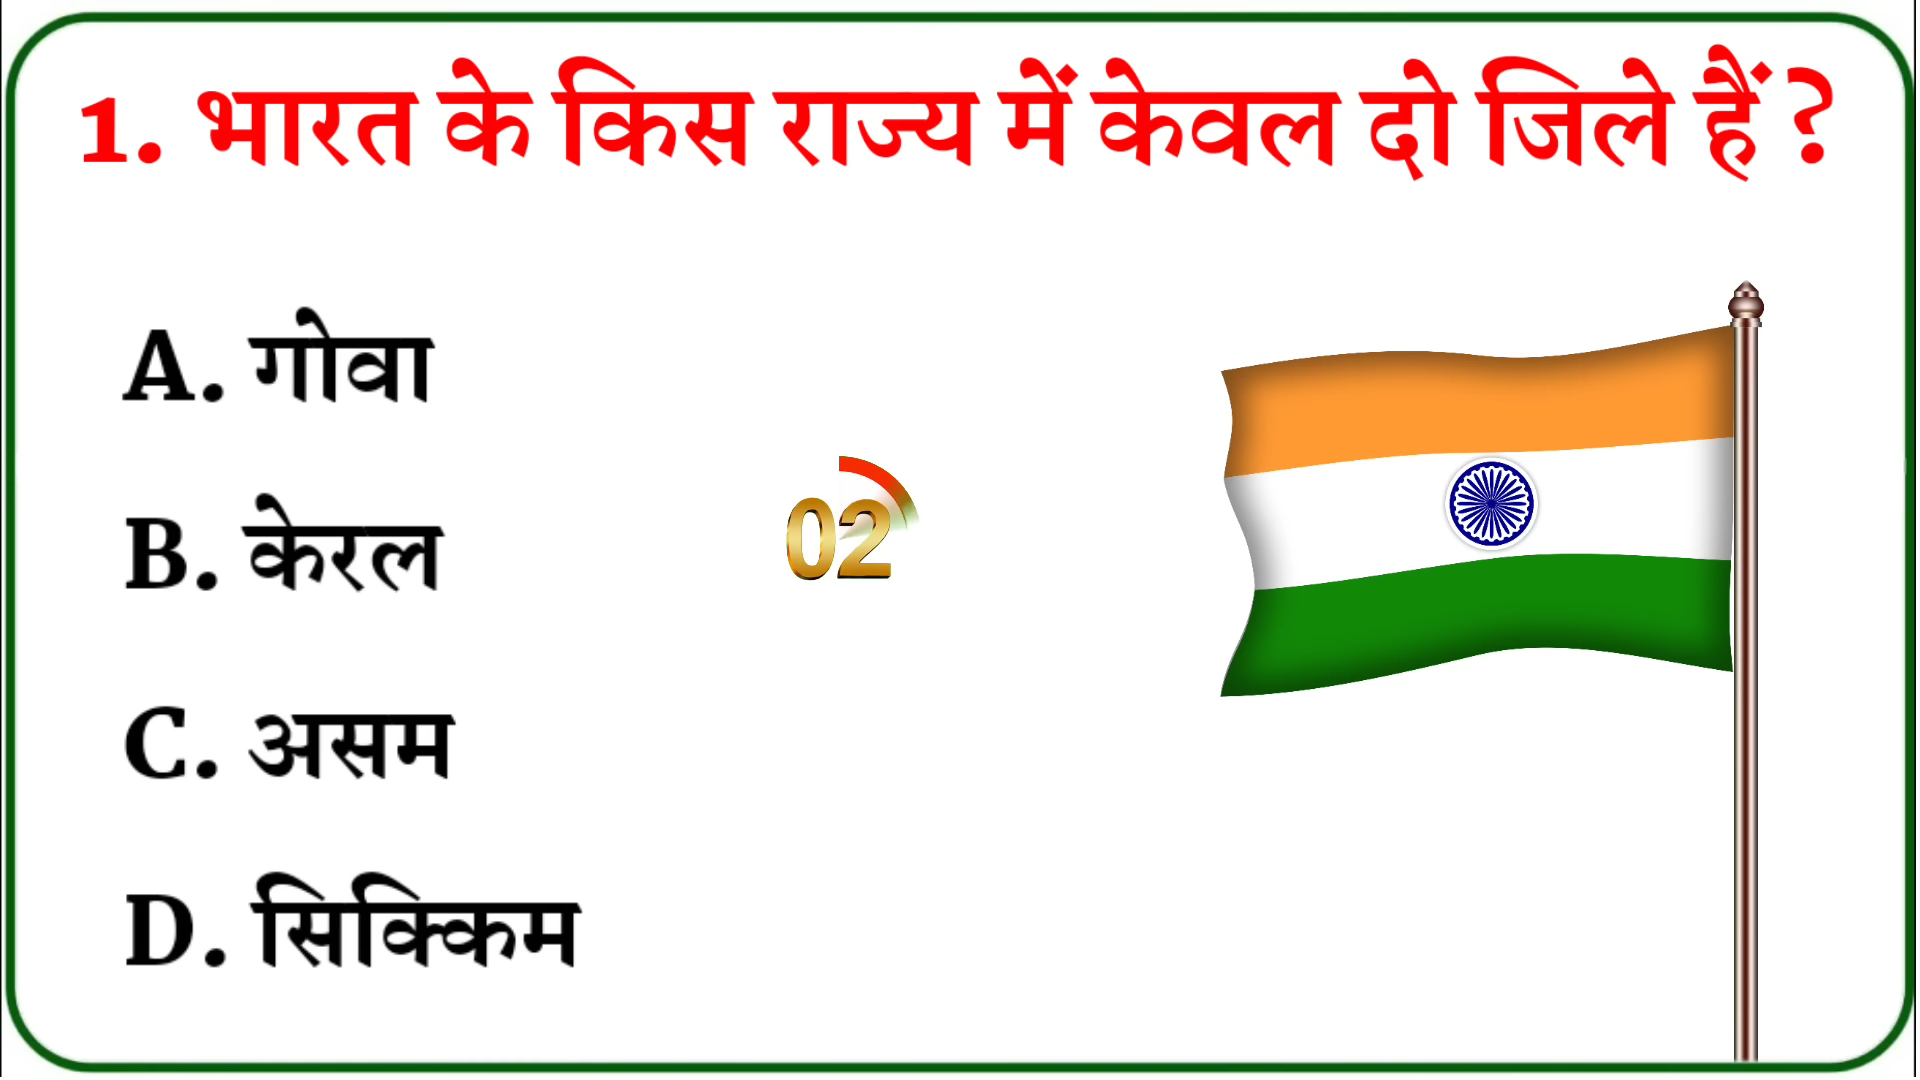 1. भारत के किस राज्य में केवल दो जिले हैं ?
A. गोवा
B. केरल
02
C. असम
D. सिक्किम